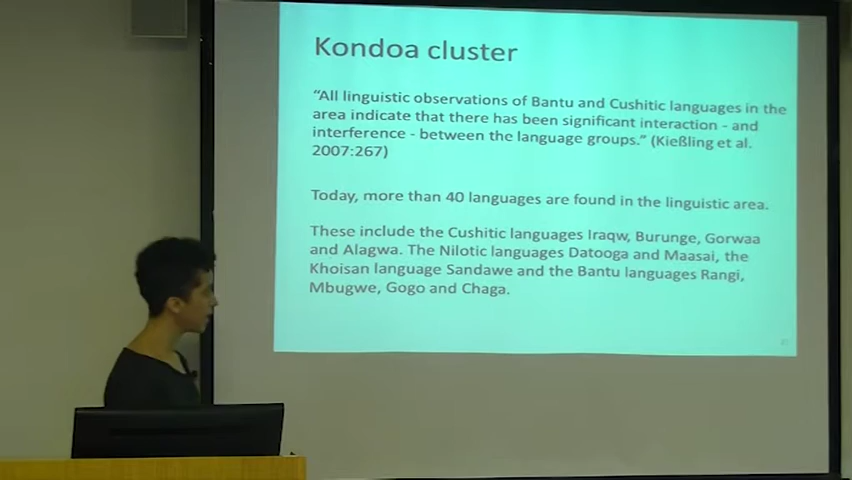 Kondoa cluster
“All linguistic observations of Bantu and Cushitic languages in the
area indicate that there has been significant interaction - and
interference - between the language groups.” (Kießling et al.
2007:267)
Today, more than 40 languages are found in the linguistic area.
These include the Cushitic languages Iraqw, Burunge, Gorwaa
and Alagwa. The Nilotic languages Datooga and Maasai, the
Khoisan language Sandawe and the Bantu languages Rangi,
Mbugwe, Gogo and Chaga.